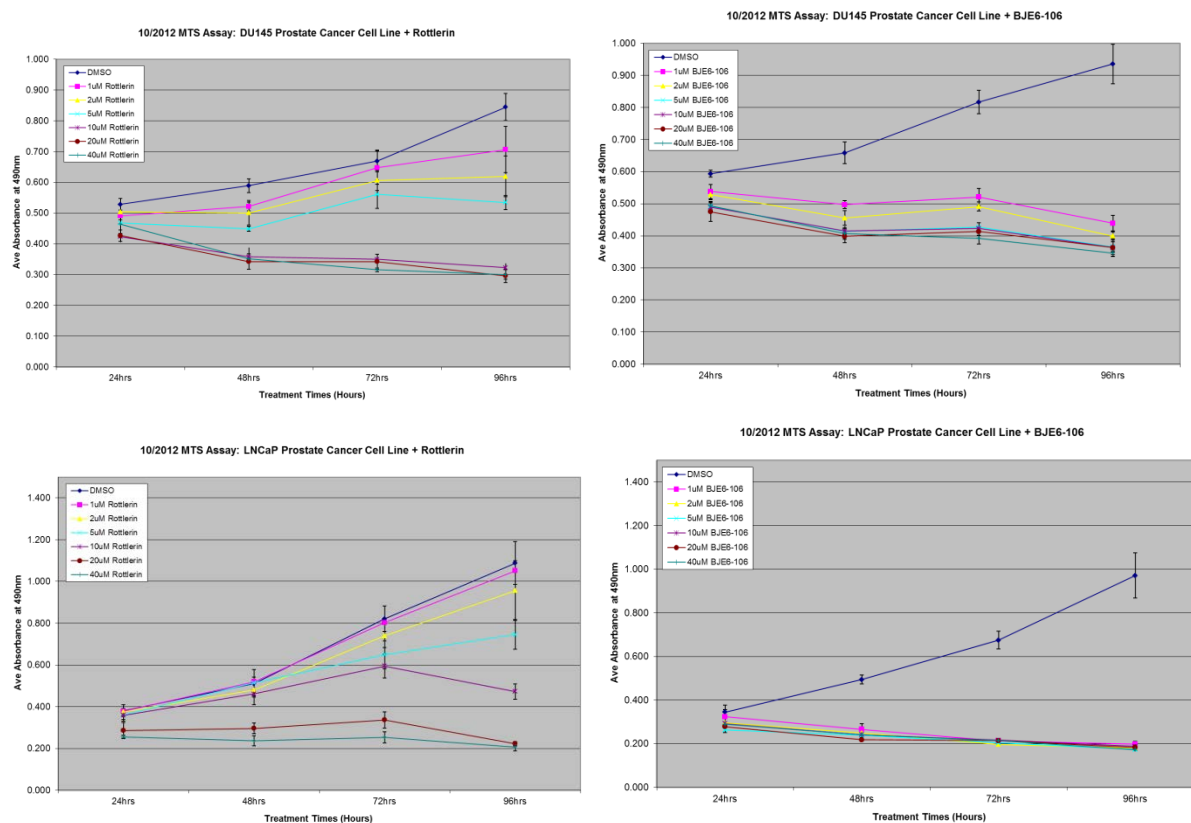 10/2012 MTS Assay: DU145 Prostate Cancer Cell Line + Rottlerin
1.000
0.900
0.800
0.700
0.600
0.500
0.400
0.300
0.200
0.100
0.000
Ave Absorbance at 490nm
DMSO
1uM Rottlerin
2uM Rottlerin
5uM Rottlerin
10uM Rottlerin
20uM Rottlerin
40uM Rottlerin
24hrs 48hrs 72hrs 96hrs
Treatment Times (Hours)
10/2012 MTS Assay: DU145 Prostate Cancer Cell Line + BJE6-106
1.000
0.900
0.800
0.700
0.600
0.500
0.400
0.300
0.200
0.100
0.000
Ave Absorbance at 490nm
DMSO
1uM BJE6-106
2uM BJE6-106
5uM BJE6-106
10uM BJE6-106
20uM BJE6-106
40uM BJE6-106
24hrs 48hrs 72hrs 96hrs
Treatment Times (Hours)
10/2012 MTS Assay: LNCaP Prostate Cancer Cell Line + Rottlerin
1.400
1.200
1.000
0.800
0.600
0.400
0.200
0.000
Ave Absorbance at 490nm
DMSO
1uM Rottlerin
2uM Rottlerin
5uM Rottlerin
10uM Rottlerin
20uM Rottlerin
40uM Rottlerin
24hrs 48hrs 72hrs 96hrs
Treatment Times (Hours)
10/2012 MTS Assay: LNCaP Prostate Cancer Cell Line + BJE6-106
1.400
1.200
1.000
0.800
0.600
0.400
0.200
0.000
Ave Absorbance at 490nm
DMSO
1uM BJE6-106
2uM BJE6-106
5uM BJE6-106
10uM BJE6-106
20uM BJE6-106
40uM BJE6-106
24hrs 48hrs 72hrs 96hrs
Treatment Times (Hours)